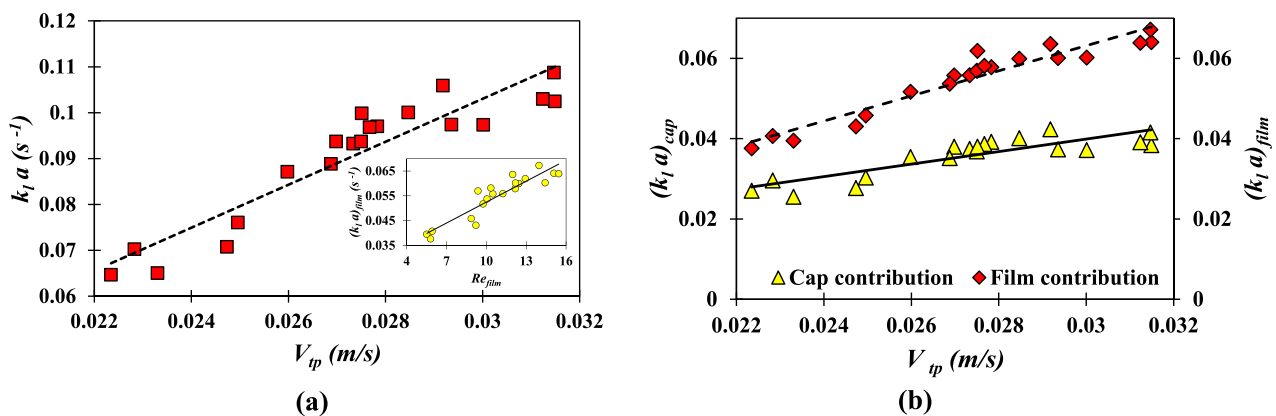 (a)
0.12
0.11
0.1
0.09
0.08
0.07
0.06
k_l a (s⁻¹)
0.022 0.024 0.026 0.028 0.03 0.032
V_tp (m/s)
(k_l a)_film (s⁻¹)
0.065
0.055
0.045
0.035
4 7 10 13 16
Re_film
(a)
(b)
0.06
0.04
0.02
0
(k_l a)_cap
0.06
0.04
0.02
0
(k_l a)_film
Cap contribution Film contribution
0.022 0.024 0.026 0.028 0.03 0.032
V_tp (m/s)
(b)